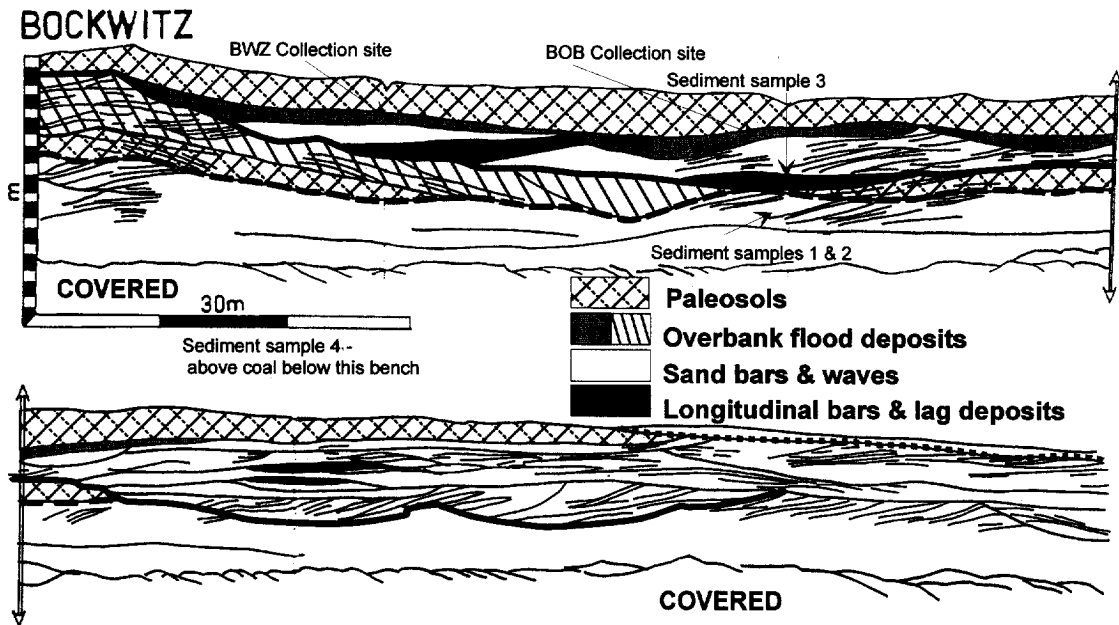 BOCKWITZ
BWZ Collection site
BOB Collection site
Sediment sample 3
m
Sediment samples 1 & 2
COVERED
30m
Sediment sample 4--
above coal below this bench
Paleosols
Overbank flood deposits
Sand bars & waves
Longitudinal bars & lag deposits
COVERED